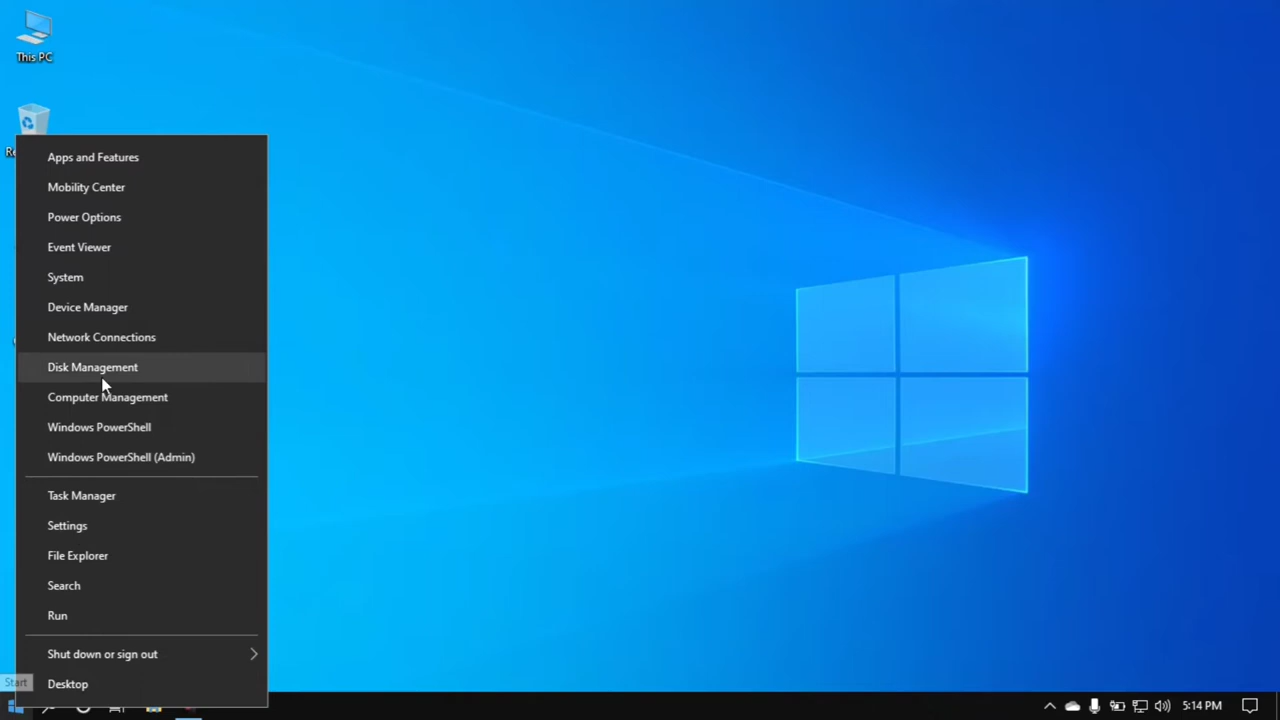 This PC
Re
Apps and Features
Mobility Center
Power Options
Event Viewer
System
Device Manager
Network Connections
Disk Management
Computer Management
Windows PowerShell
Windows PowerShell (Admin)
Task Manager
Settings
File Explorer
Search
Run
Shut down or sign out
Desktop
Start
5:14 PM